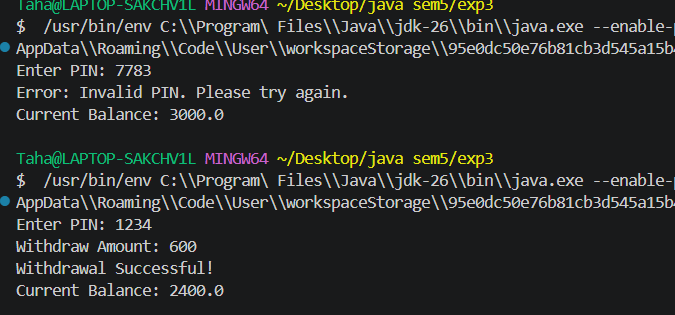 Taha@LAPTOP-SAKCHV1L MINGW64 ~/Desktop/java sem5/exp3
$  /usr/bin/env C:\\Program\ Files\\Java\\jdk-26\\bin\\java.exe --enable-
AppData\\Roaming\\Code\\User\\workspaceStorage\\95e0dc50e76b81cb3d545a15b
Enter PIN: 7783
Error: Invalid PIN. Please try again.
Current Balance: 3000.0
Taha@LAPTOP-SAKCHV1L MINGW64 ~/Desktop/java sem5/exp3
$  /usr/bin/env C:\\Program\ Files\\Java\\jdk-26\\bin\\java.exe --enable-
AppData\\Roaming\\Code\\User\\workspaceStorage\\95e0dc50e76b81cb3d545a15b
Enter PIN: 1234
Withdraw Amount: 600
Withdrawal Successful!
Current Balance: 2400.0